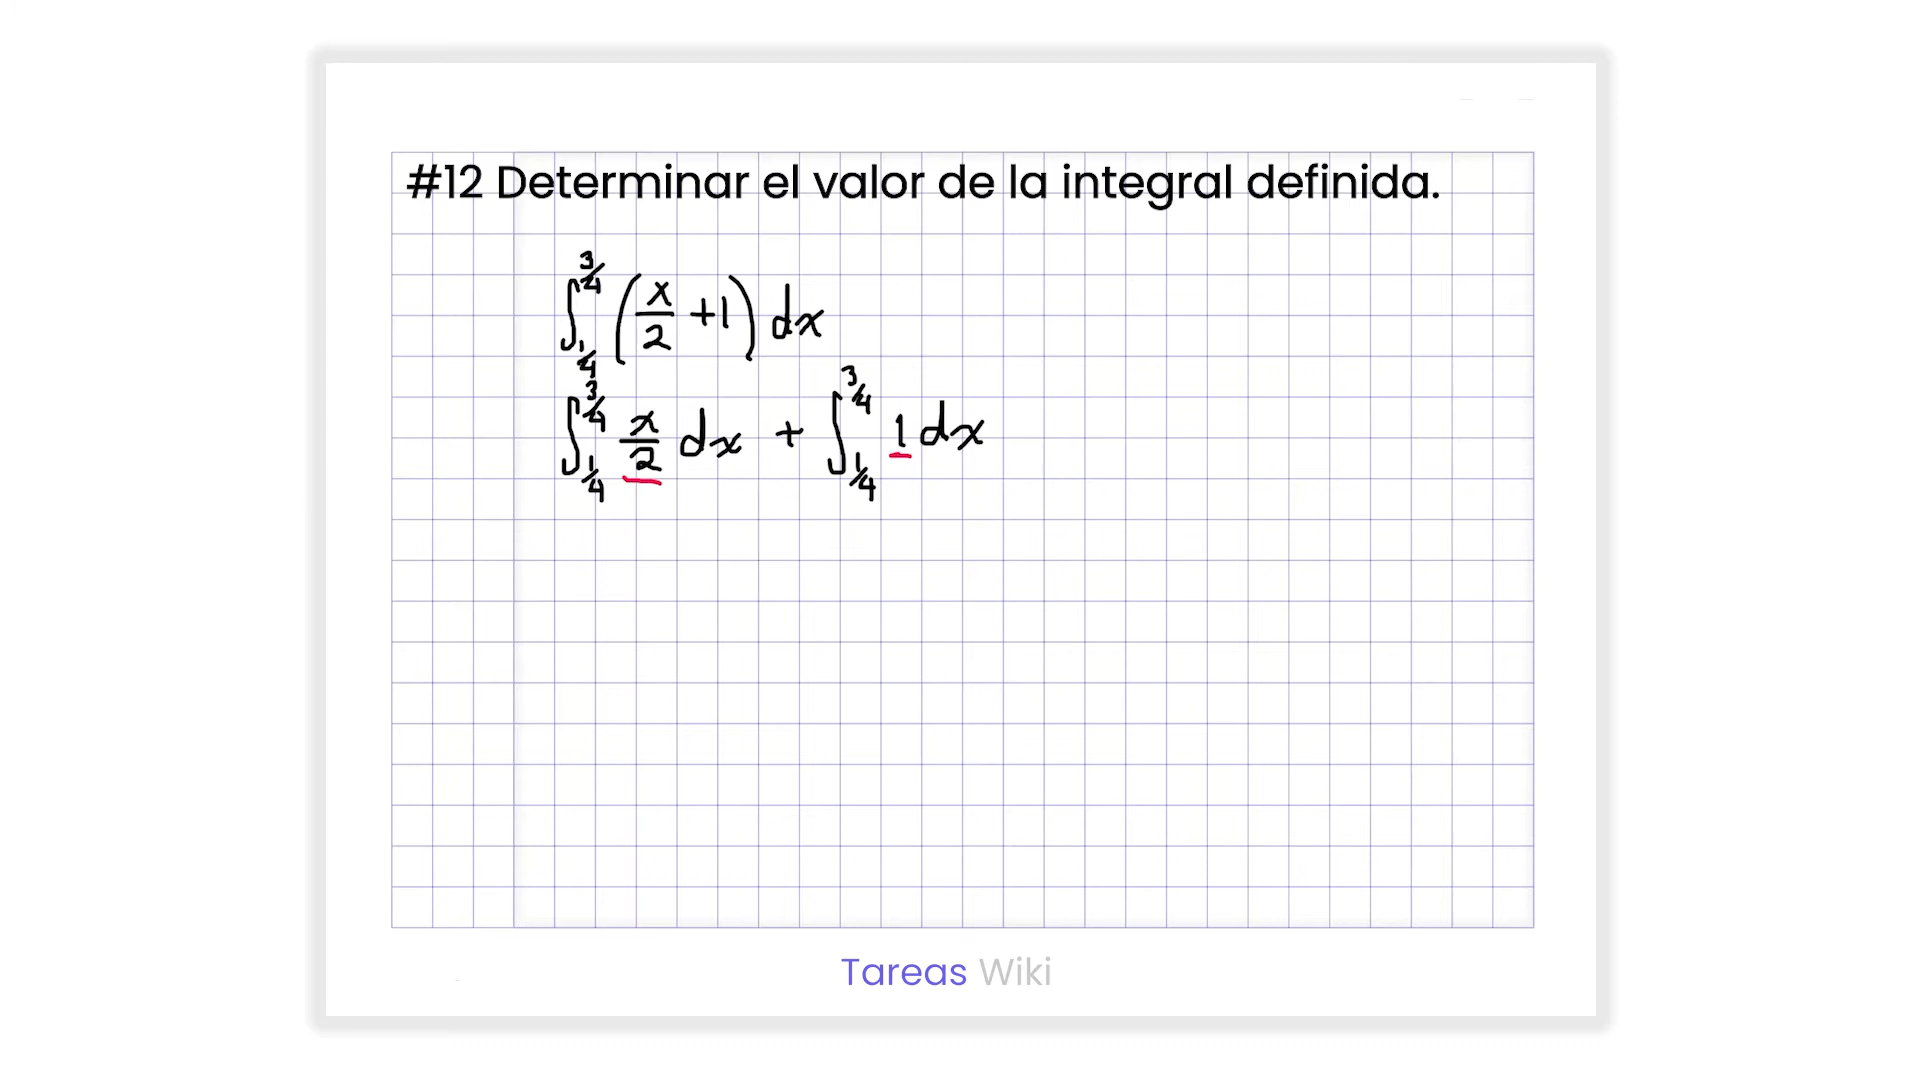 #12 Determinar el valor de la integral definida.
∫_{1/4}^{3/4} (x/2 + 1) dx
∫_{1/4}^{3/4} x/2 dx + ∫_{1/4}^{3/4} 1 dx
Tareas Wiki